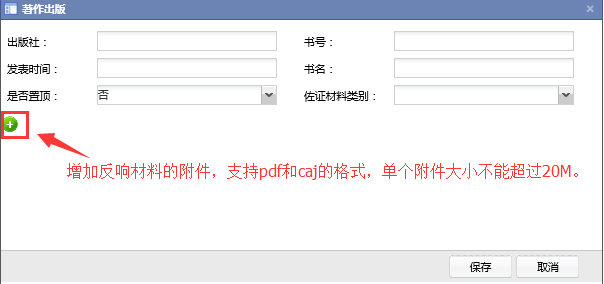 著作出版
出版社： 书号：
发表时间： 书名：
是否置顶： 否 佐证材料类别：
增加反响材料的附件，支持pdf和caj的格式，单个附件大小不能超过20M。
保存 取消